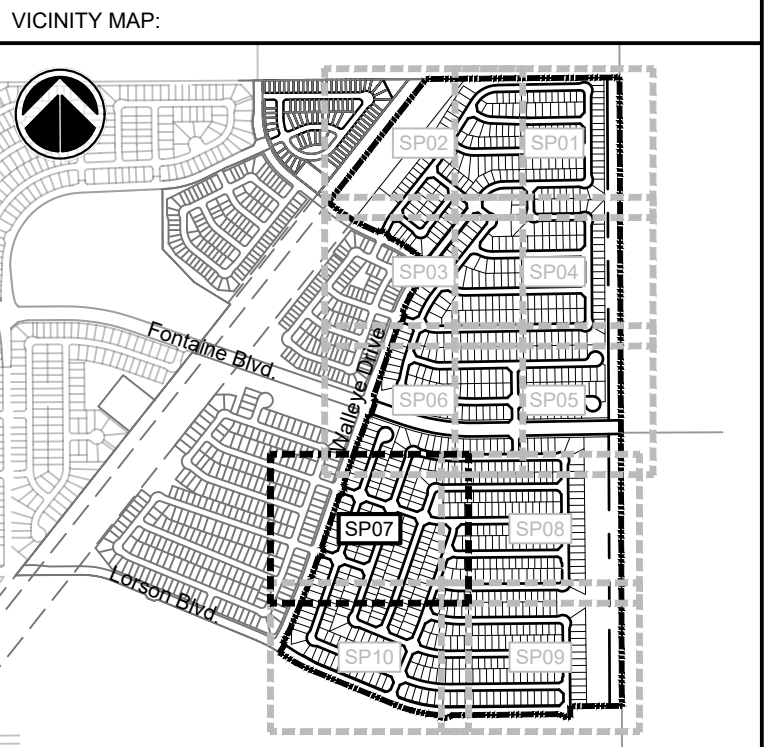 VICINITY MAP:
SP02
SP01
SP03
SP04
Fontaine Blvd.
Walleye Drive
SP06
SP05
SP07
SP08
Lorson Blvd.
SP10
SP09